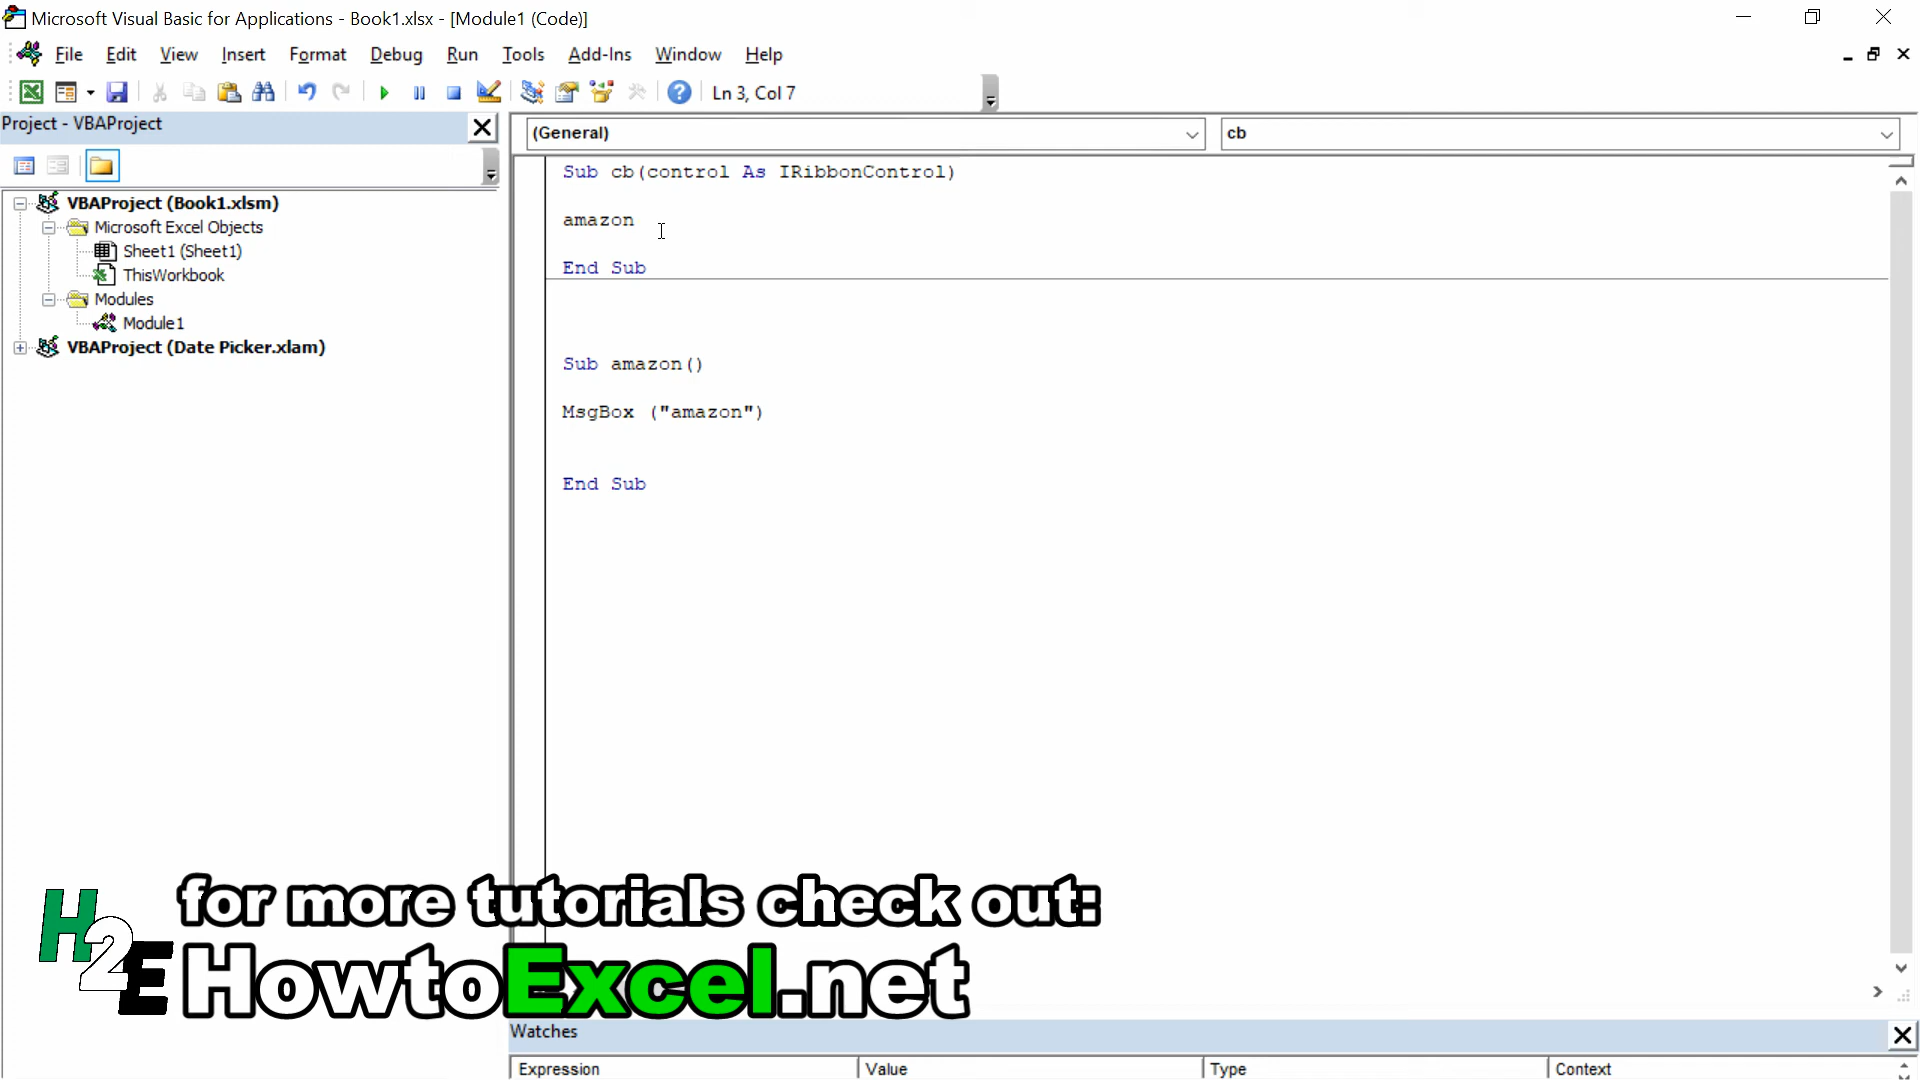 Microsoft Visual Basic for Applications - Book1.xlsx - [Module1 (Code)]
File Edit View Insert Format Debug Run Tools Add-Ins Window Help
Ln 3, Col 7
Project - VBAProject
(General)
cb
VBAProject (Book1.xlsm)
Microsoft Excel Objects
Sheet1 (Sheet1)
ThisWorkbook
Modules
Module1
VBAProject (Date Picker.xlam)
Sub cb(control As IRibbonControl)
amazon
End Sub
Sub amazon()
MsgBox ("amazon")
End Sub
for more tutorials check out:
H2E HowtoExcel.net
Watches
Expression Value Type Context